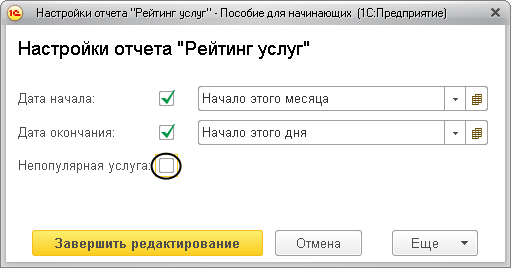 Настройки отчета "Рейтинг услуг" - Пособие для начинающих (1С:Предприятие)
Настройки отчета "Рейтинг услуг"
Дата начала: Начало этого месяца
Дата окончания: Начало этого дня
Непопулярная услуга:
Завершить редактирование Отмена Еще